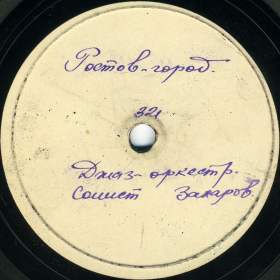 Ростов-город.
321
Джаз-оркестр.
Солист Захаров.